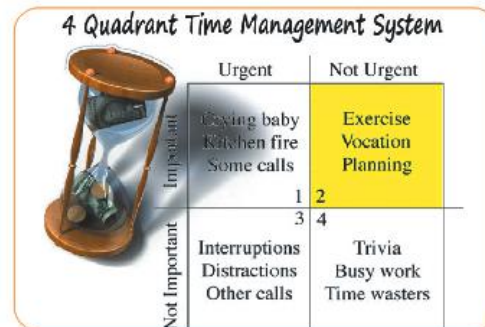 4 Quadrant Time Management System
Urgent
Not Urgent
Important
Crying baby
Kitchen fire
Some calls
1
Exercise
Vocation
Planning
2
Not Important
3
Interruptions
Distractions
Other calls
4
Trivia
Busy work
Time wasters